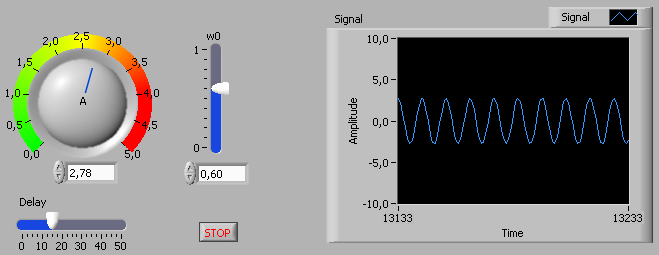 2,5
2,0
3,0
1,5
3,5
1,0
4,0
0,5
4,5
0,0
5,0
A
2,78
w0
1
0
0,60
Delay
0 10 20 30 40 50
STOP
Signal
Signal
10,0
5,0
0,0
-5,0
-10,0
Amplitude
13133
13233
Time